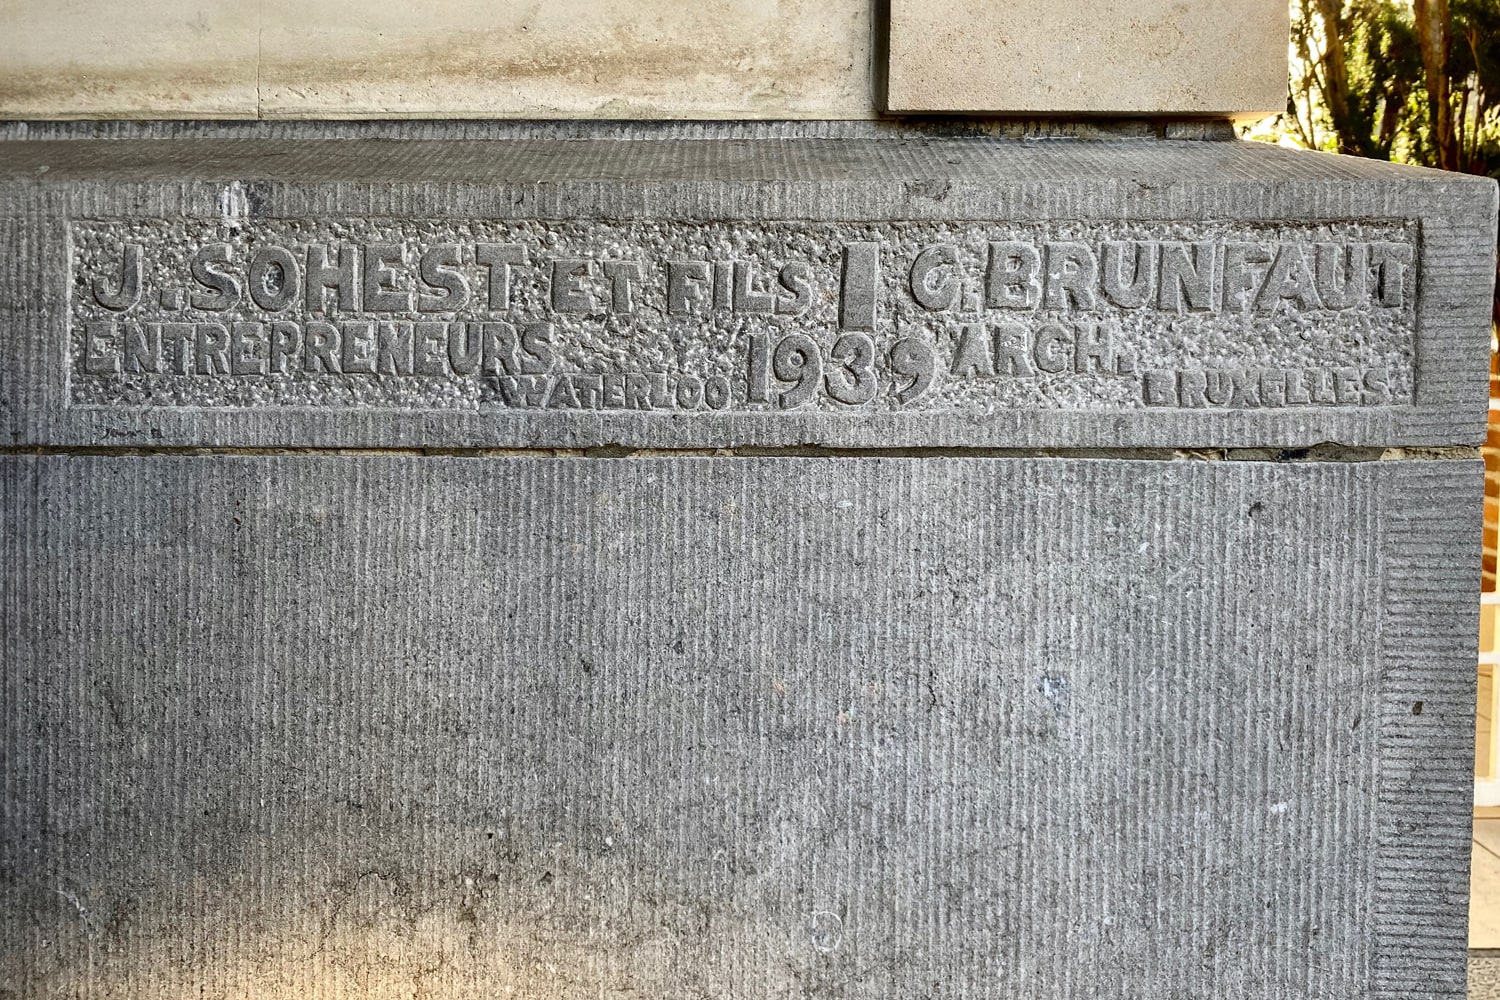 J. SOHEST ET FILS
ENTREPRENEURS
WATERLOO
1939
G. BRUNFAUT
ARCH.
BRUXELLES.